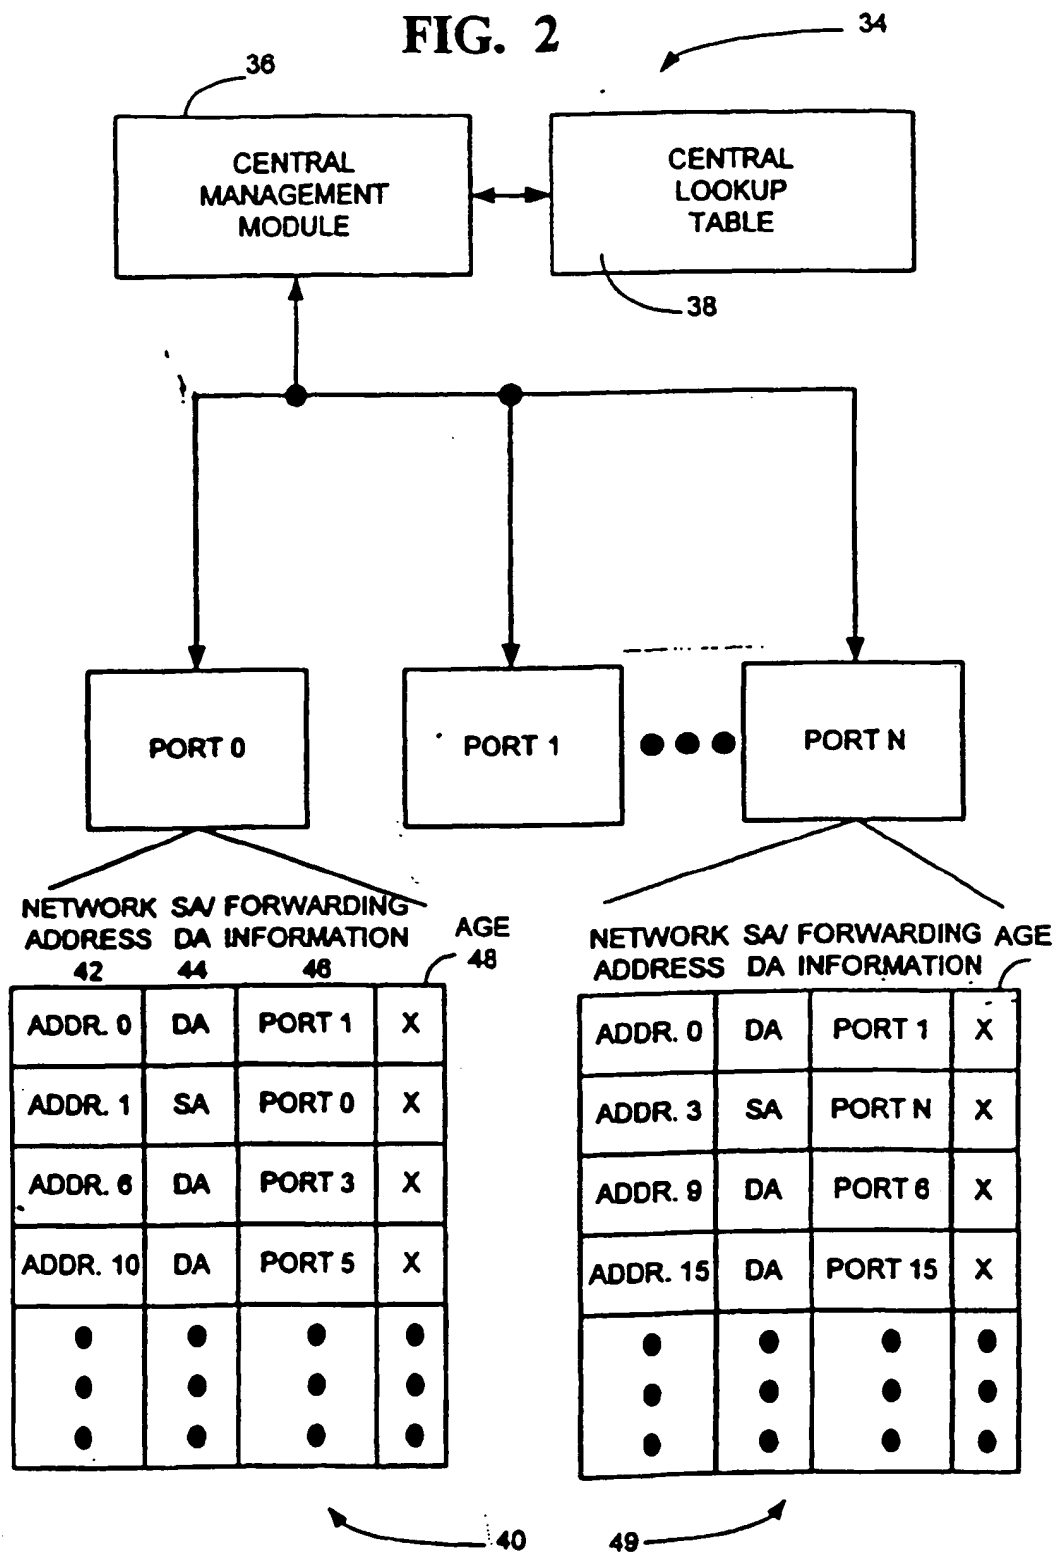 FIG. 2
34
36
CENTRAL
MANAGEMENT
MODULE
CENTRAL
LOOKUP
TABLE
38
PORT 0
PORT 1
PORT N
NETWORK SA/ FORWARDING
ADDRESS DA INFORMATION
AGE
42 44 46 48
ADDR. 0 DA PORT 1 X
ADDR. 1 SA PORT 0 X
ADDR. 6 DA PORT 3 X
ADDR. 10 DA PORT 5 X
NETWORK SA/ FORWARDING AGE
ADDRESS DA INFORMATION
ADDR. 0 DA PORT 1 X
ADDR. 3 SA PORT N X
ADDR. 9 DA PORT 6 X
ADDR. 15 DA PORT 15 X
40
49